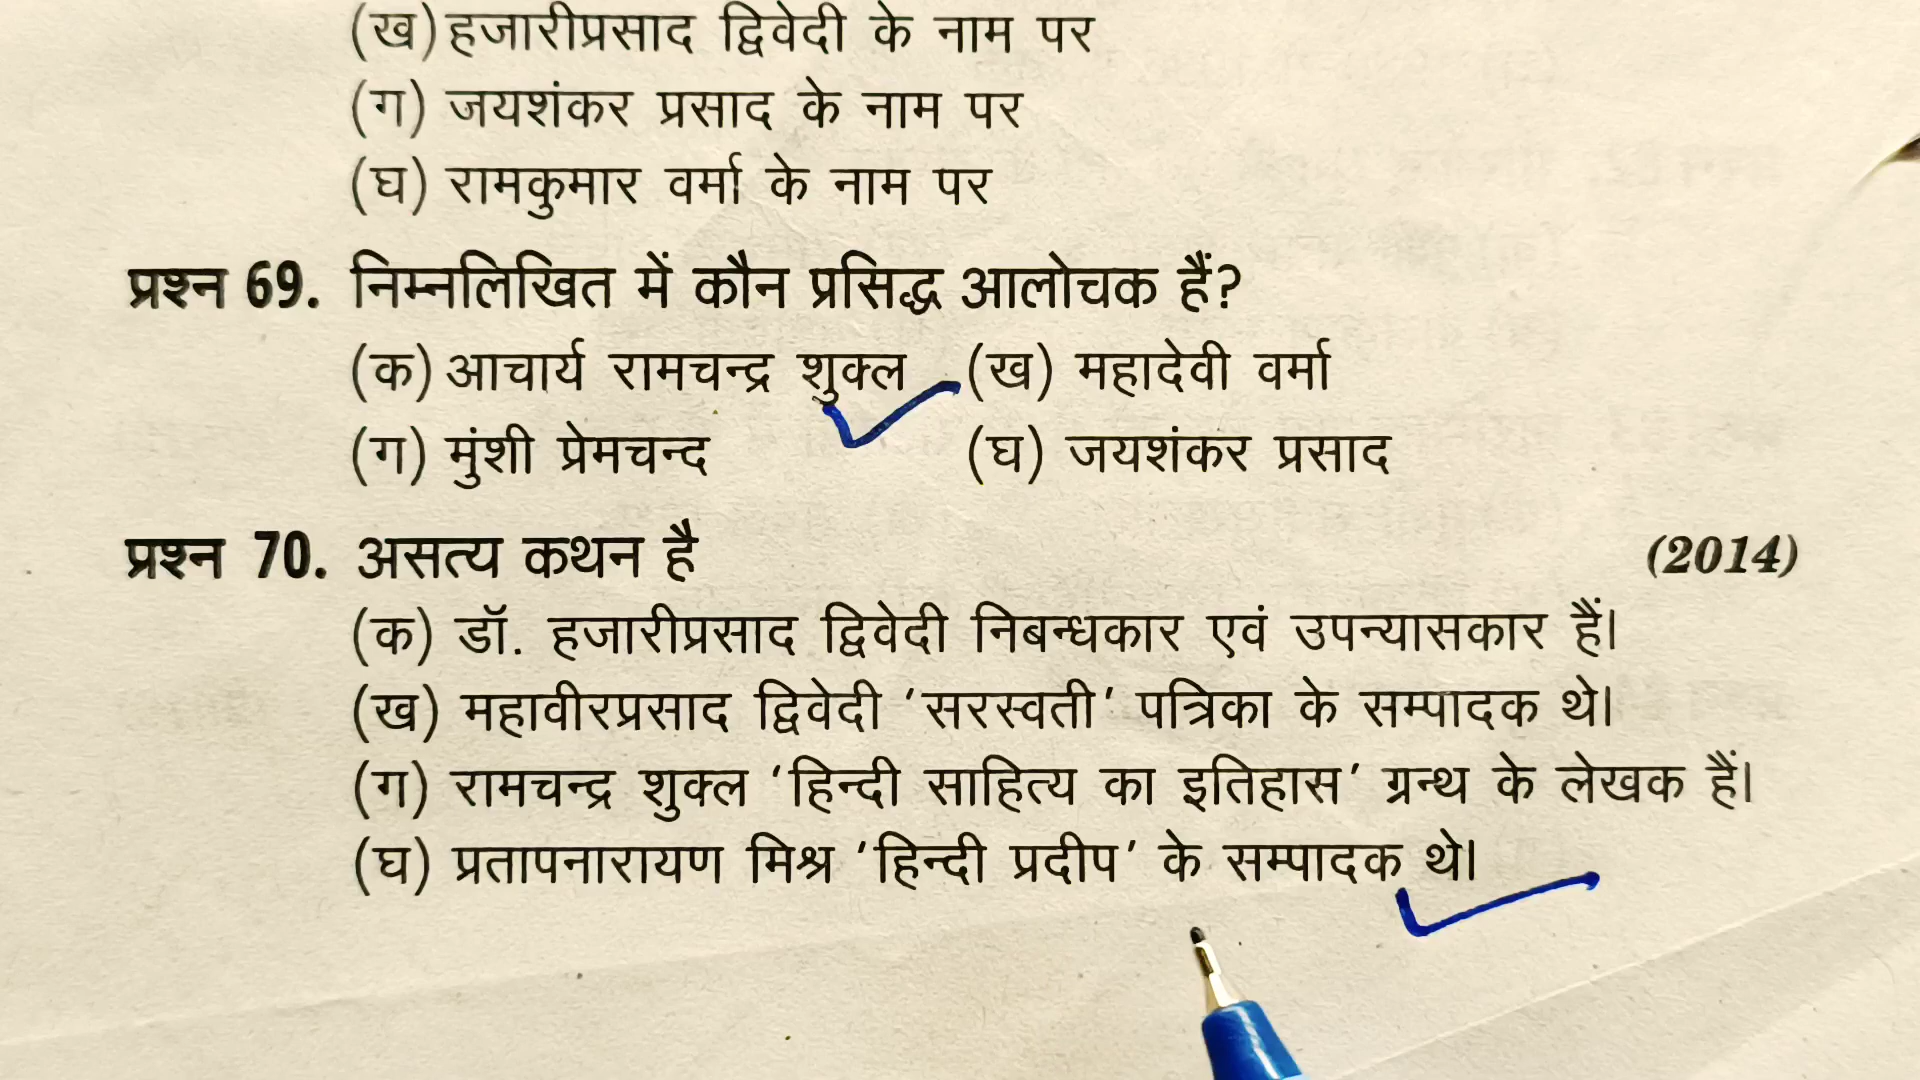 (ख) हजारीप्रसाद द्विवेदी के नाम पर
(ग) जयशंकर प्रसाद के नाम पर
(घ) रामकुमार वर्मा के नाम पर
प्रश्न 69. निम्नलिखित में कौन प्रसिद्ध आलोचक हैं?
(क) आचार्य रामचन्द्र शुक्ल (ख) महादेवी वर्मा
(ग) मुंशी प्रेमचन्द (घ) जयशंकर प्रसाद
प्रश्न 70. असत्य कथन है (2014)
(क) डॉ. हजारीप्रसाद द्विवेदी निबन्धकार एवं उपन्यासकार हैं।
(ख) महावीरप्रसाद द्विवेदी 'सरस्वती' पत्रिका के सम्पादक थे।
(ग) रामचन्द्र शुक्ल 'हिन्दी साहित्य का इतिहास' ग्रन्थ के लेखक हैं।
(घ) प्रतापनारायण मिश्र 'हिन्दी प्रदीप' के सम्पादक थे।